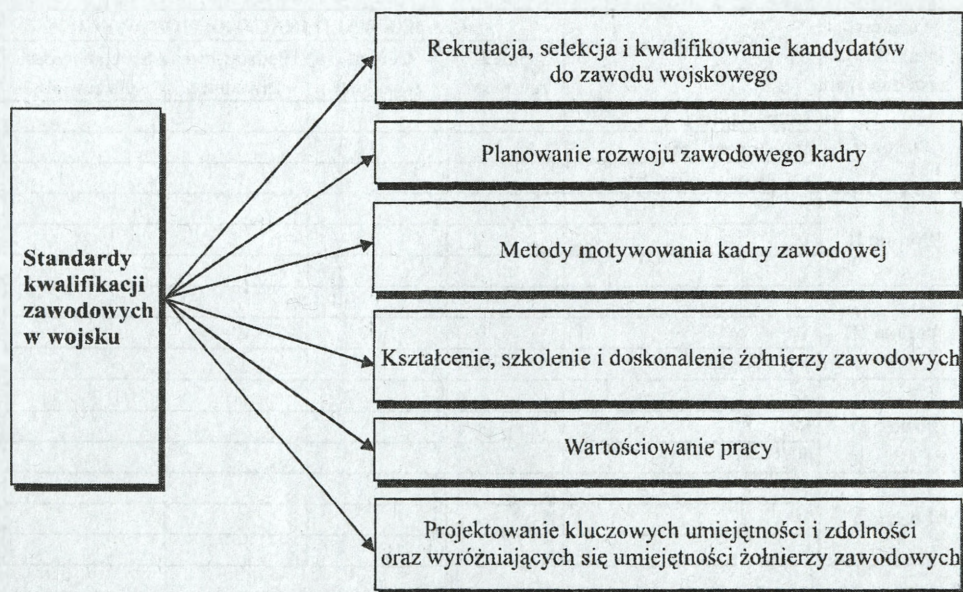 Rekrutacja, selekcja i kwalifikowanie kandydatów
do zawodu wojskowego
Planowanie rozwoju zawodowego kadry
Standardy
kwalifikacji
zawodowych
w wojsku
Metody motywowania kadry zawodowej
Kształcenie, szkolenie i doskonalenie żołnierzy zawodowych
Wartościowanie pracy
Projektowanie kluczowych umiejętności i zdolności
oraz wyróżniających się umiejętności żołnierzy zawodowych